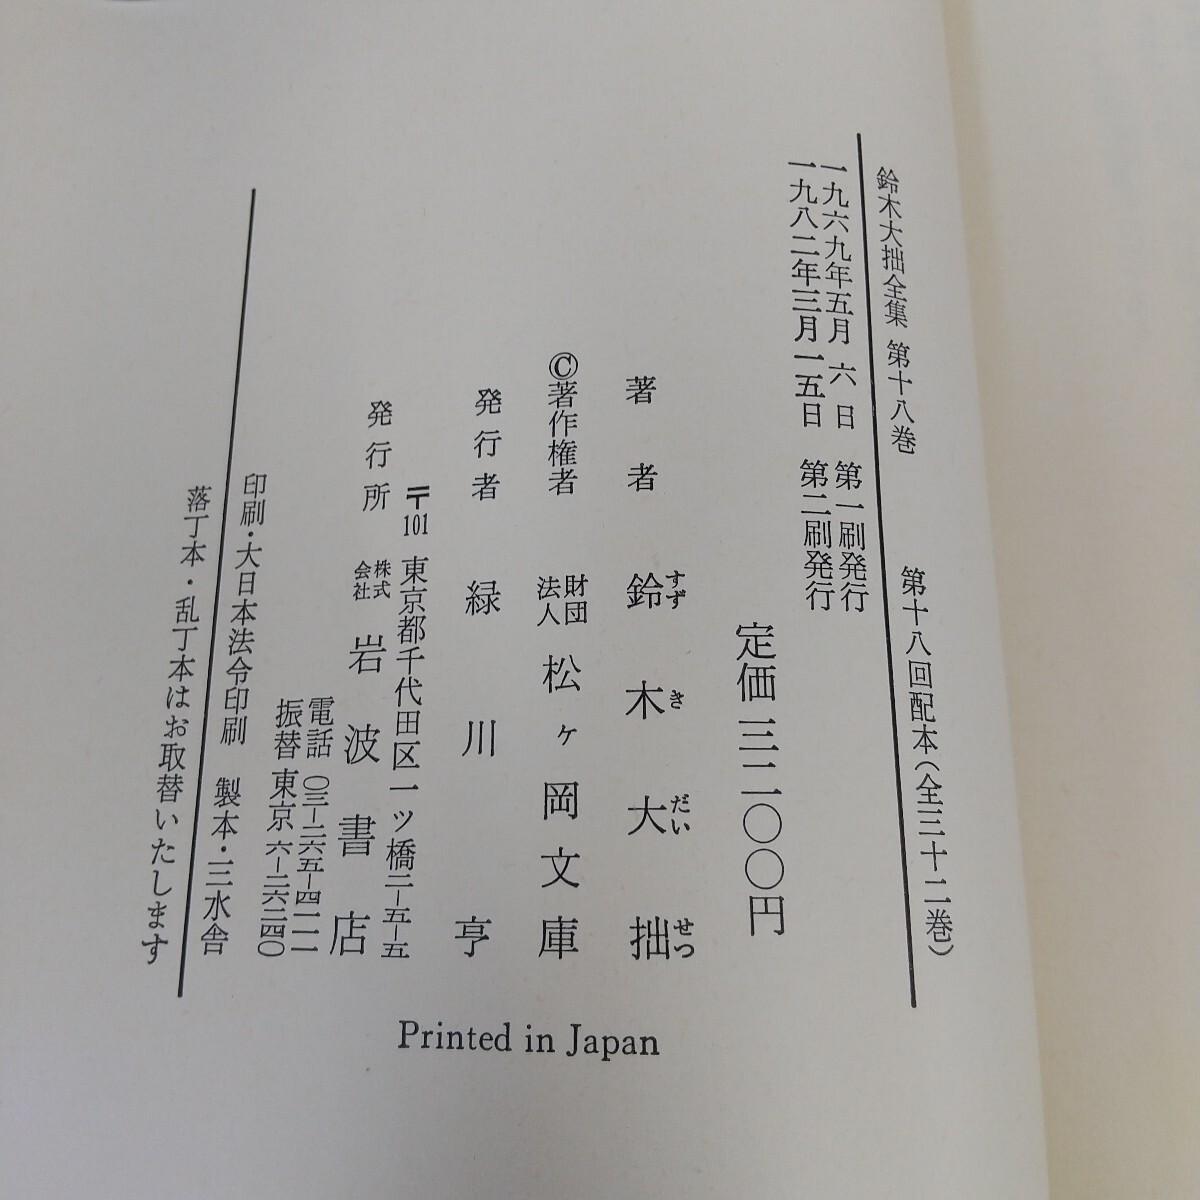 鈴木大拙全集 第十八巻 第十八回配本(全三十二巻)
一九六九年五月 六 日 第一刷発行
一九八二年三月一五日 第二刷発行
定価 三二〇〇円
著者 鈴木大拙
すず き だい せつ
©著作権者 財団法人 松ヶ岡文庫
発行者 緑川亨
〒101 東京都千代田区一ツ橋二-五-五
発行所 株式会社 岩波書店
電話 〇三-二六五-四一一一
振替 東京 六-二六二四〇
印刷・大日本法令印刷 製本・三水舎
落丁本・乱丁本はお取替いたします
Printed in Japan